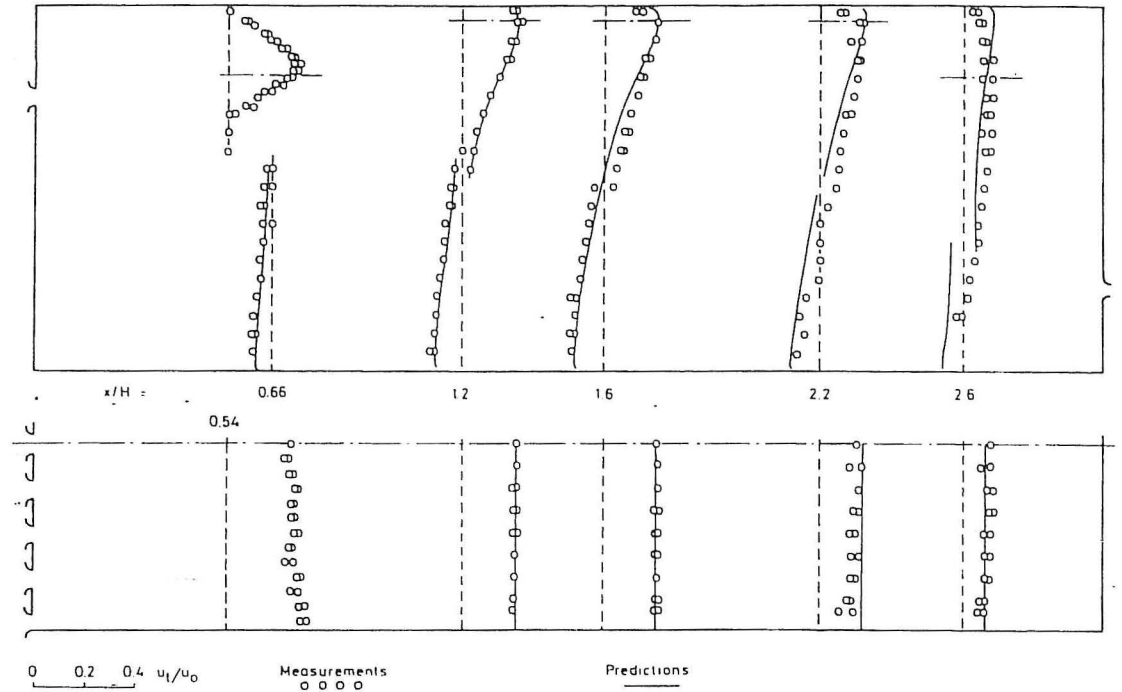 x/H = 0.66 1.2 1.6 2.2 2.6
0.54
0 0.2 0.4 u_t/u_o Measurements Predictions